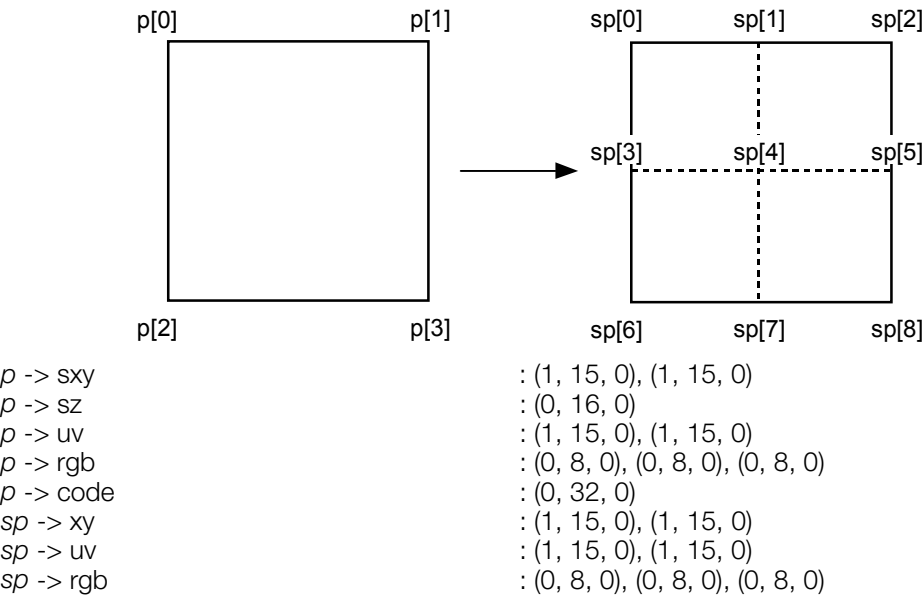 p[0] p[1] sp[0] sp[1] sp[2]
sp[3] sp[4] sp[5]
p[2] p[3] sp[6] sp[7] sp[8]
p -> sxy : (1, 15, 0), (1, 15, 0)
p -> sz : (0, 16, 0)
p -> uv : (1, 15, 0), (1, 15, 0)
p -> rgb : (0, 8, 0), (0, 8, 0), (0, 8, 0)
p -> code : (0, 32, 0)
sp -> xy : (1, 15, 0), (1, 15, 0)
sp -> uv : (1, 15, 0), (1, 15, 0)
sp -> rgb : (0, 8, 0), (0, 8, 0), (0, 8, 0)